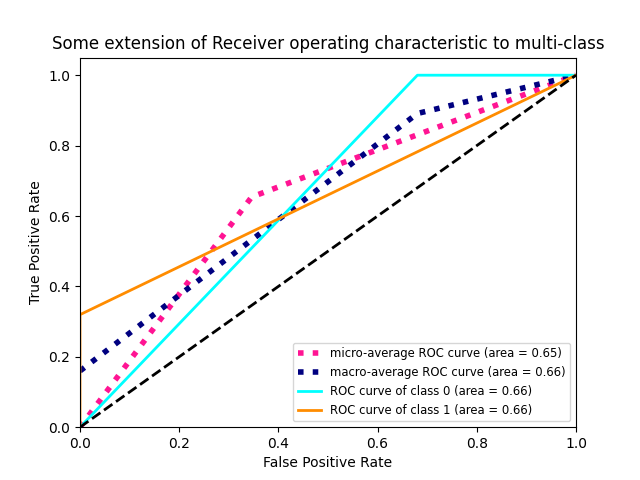 Some extension of Receiver operating characteristic to multi-class
True Positive Rate
1.0
0.8
0.6
0.4
0.2
0.0
micro-average ROC curve (area = 0.65)
macro-average ROC curve (area = 0.66)
ROC curve of class 0 (area = 0.66)
ROC curve of class 1 (area = 0.66)
0.0 0.2 0.4 0.6 0.8 1.0
False Positive Rate